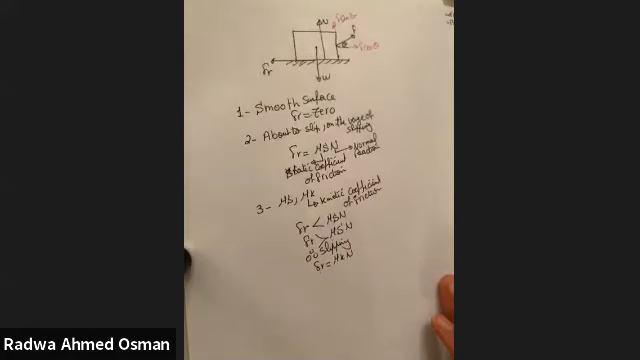 N
F sin θ
F
F cos θ
Fr
W
1- Smooth Surface
Fr = Zero
2- About to slip, on the verge of slipping
Fr = μs N → Normal reaction
Static coefficient of friction
3- μs, μk
↳ kinetic coefficient of friction
Fr < μs N
Fr > μs N
∴ Slipping
Fr = μk N
Radwa Ahmed Osman